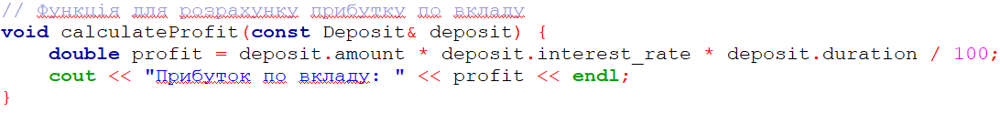 // Функція для розрахунку прибутку по вкладу
void calculateProfit(const Deposit& deposit) {
    double profit = deposit.amount * deposit.interest_rate * deposit.duration / 100;
    cout << "Прибуток по вкладу: " << profit << endl;
}